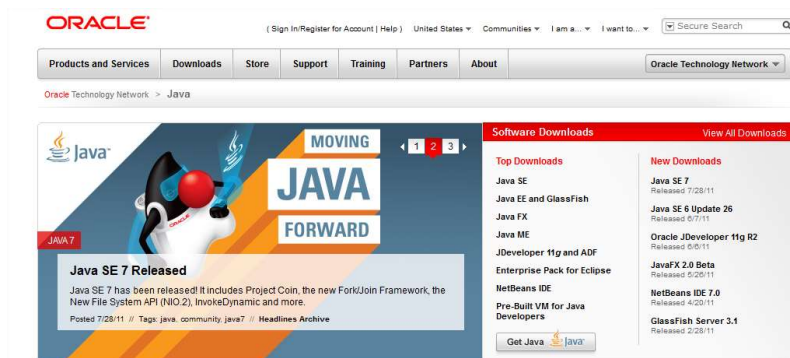 ORACLE
( Sign In/Register for Account | Help ) United States Communities I am a... I want to... Secure Search
Products and Services Downloads Store Support Training Partners About Oracle Technology Network
Oracle Technology Network > Java
Java
MOVING
JAVA
FORWARD
1 2 3
JAVA 7
ORACLE
Java SE 7 Released
Java SE 7 has been released! It includes Project Coin, the new Fork/Join Framework, the
New File System API (NIO.2), InvokeDynamic and more.
Posted 7/28/11 // Tags: java, community, java7 // Headlines Archive
Software Downloads View All Downloads
Top Downloads
Java SE
Java EE and GlassFish
Java FX
Java ME
JDeveloper 11g and ADF
Enterprise Pack for Eclipse
NetBeans IDE
Pre-Built VM for Java
Developers
Get Java Java
New Downloads
Java SE 7
Released 7/28/11
Java SE 6 Update 26
Released 6/7/11
Oracle JDeveloper 11g R2
Released 6/6/11
JavaFX 2.0 Beta
Released 5/26/11
NetBeans IDE 7.0
Released 4/20/11
GlassFish Server 3.1
Released 2/28/11